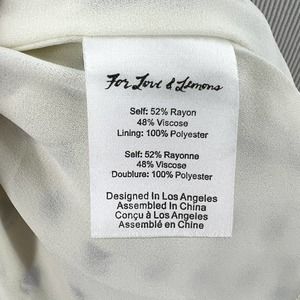 For Love & Lemons
Self: 52% Rayon
48% Viscose
Lining: 100% Polyester
Self: 52% Rayonne
48% Viscose
Doublure: 100% Polyester
Designed In Los Angeles
Assembled In China
Conçu à Los Angeles
Assemblé en Chine